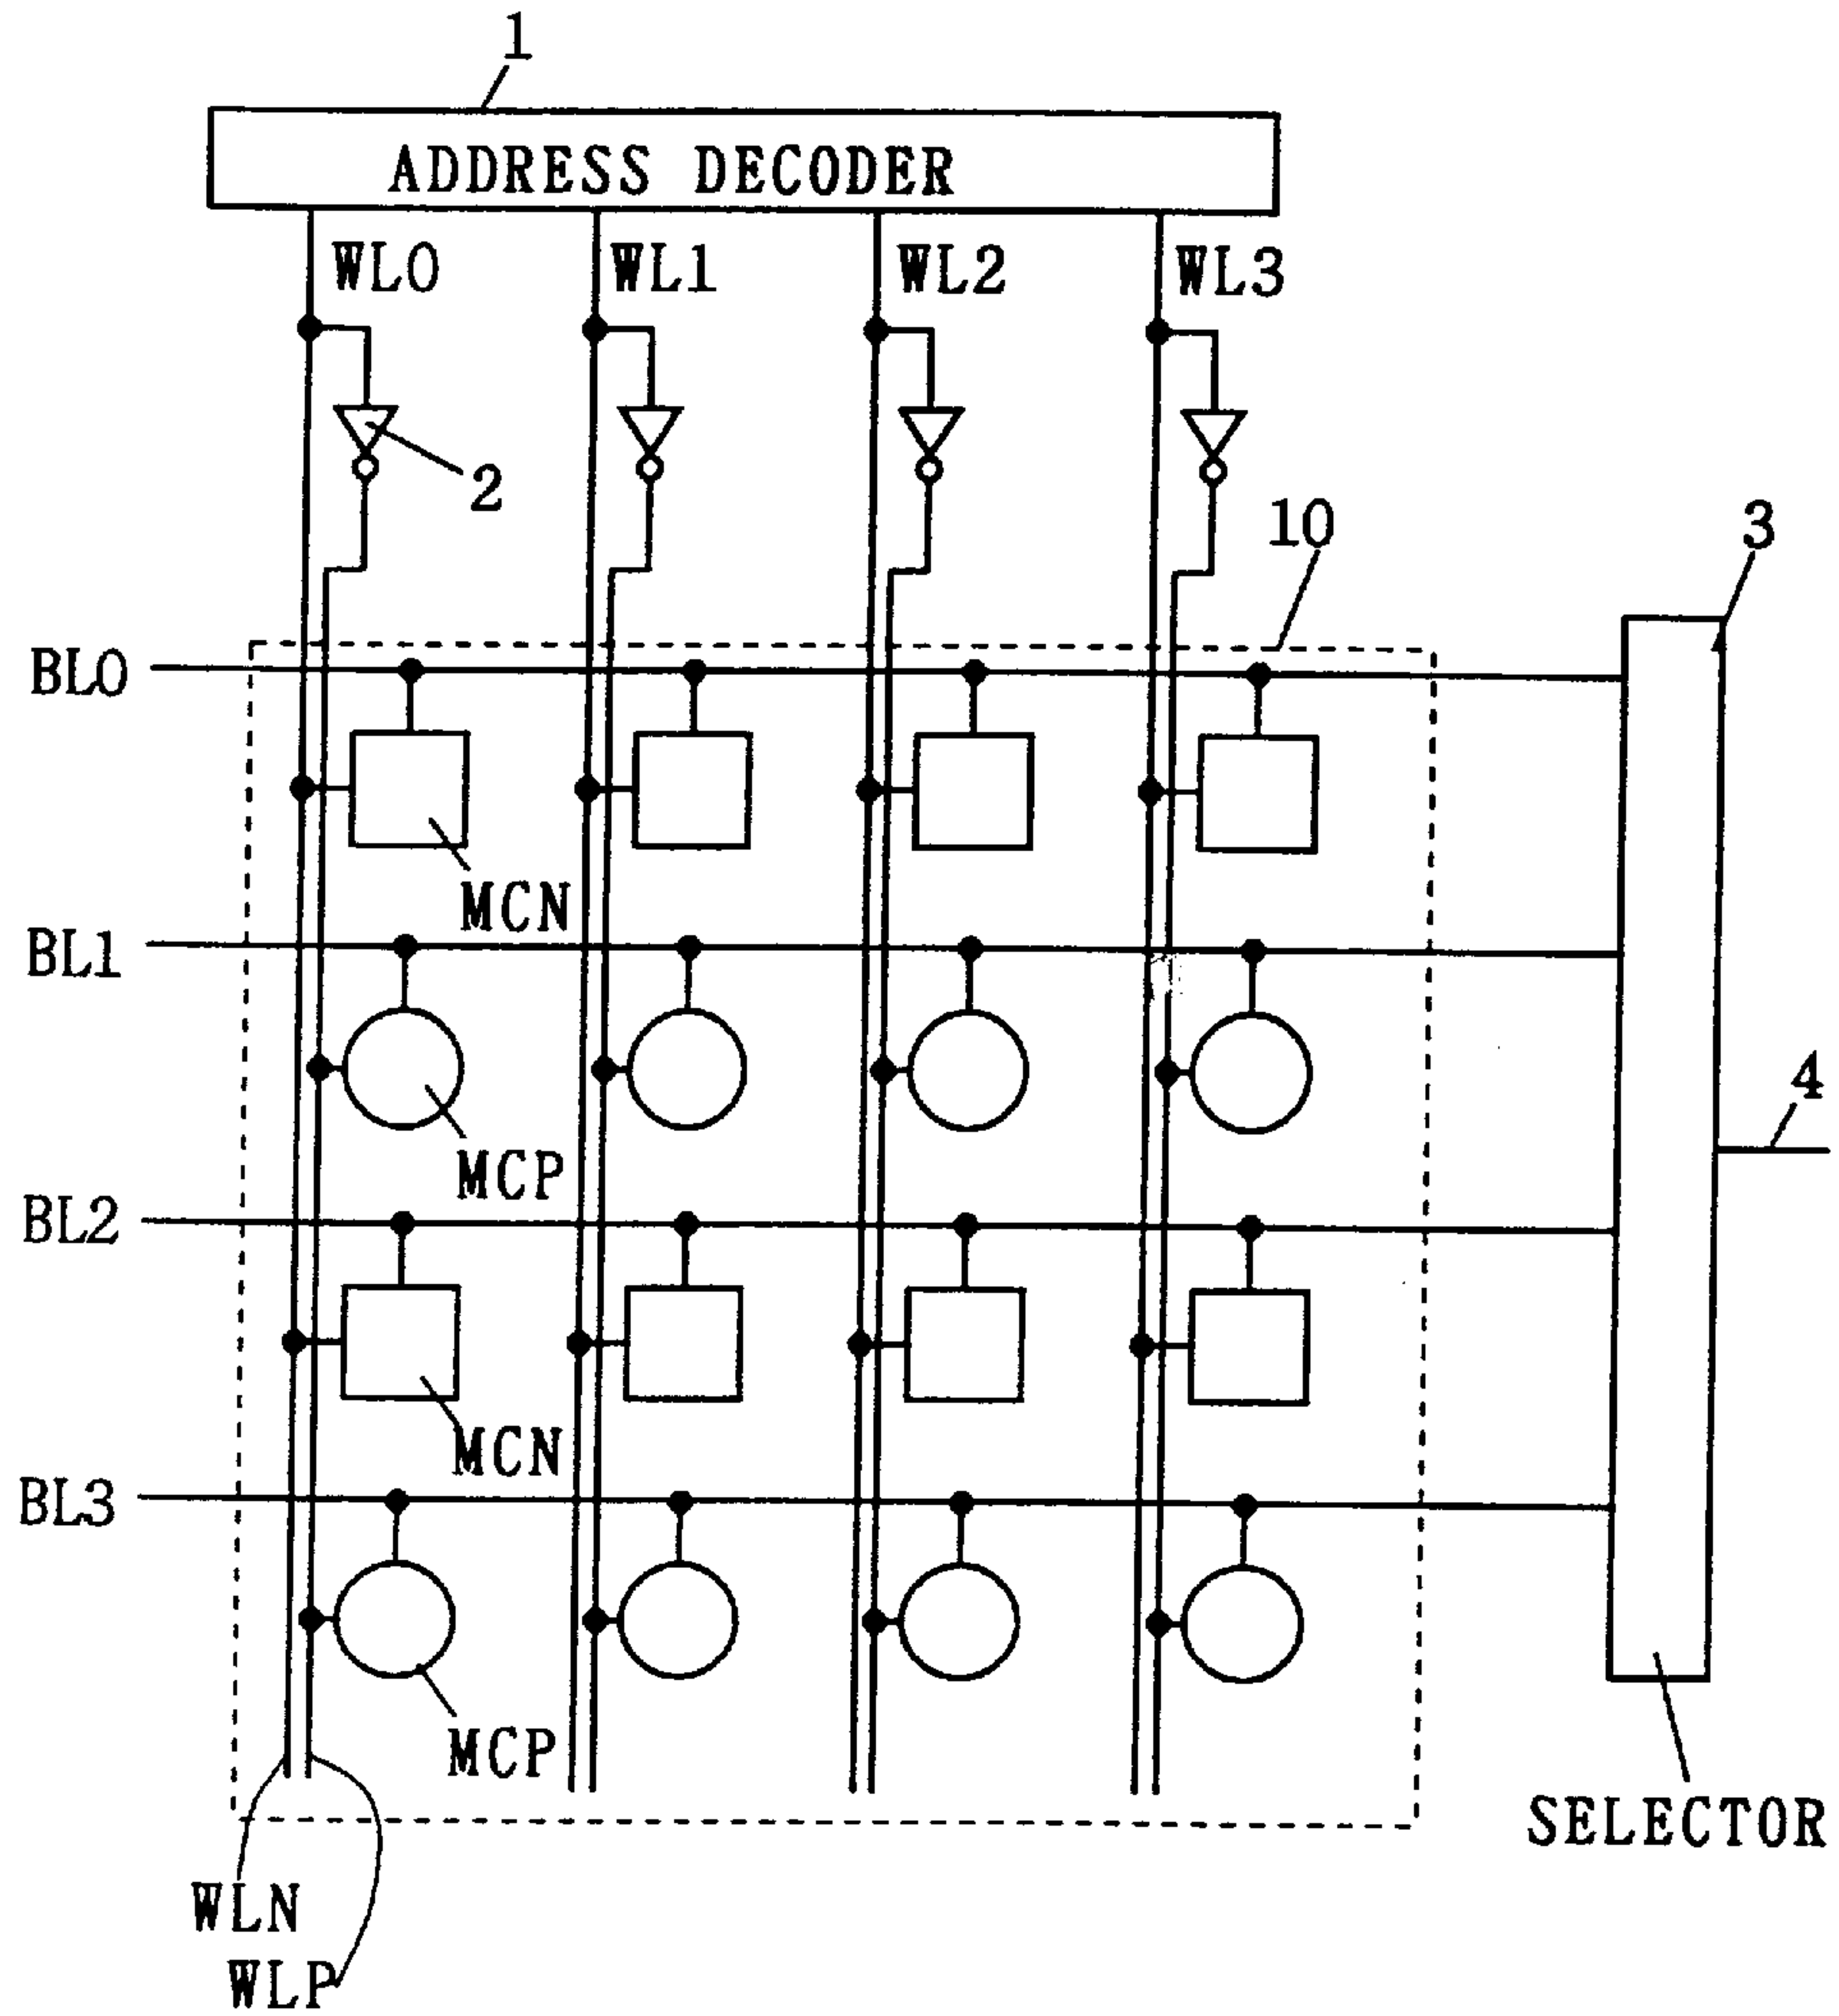 1
ADDRESS DECODER
WL0 WL1 WL2 WL3
2
10
3
BL0
MCN
BL1
4
MCP
BL2
MCN
BL3
MCP
SELECTOR
WLN
WLP